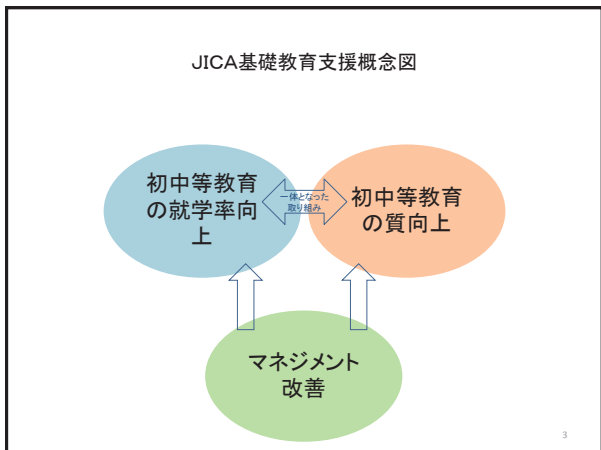 JICA基礎教育支援概念図
初中等教育
の就学率向
上
一体となった
取り組み
初中等教育
の質向上
マネジメント
改善
3